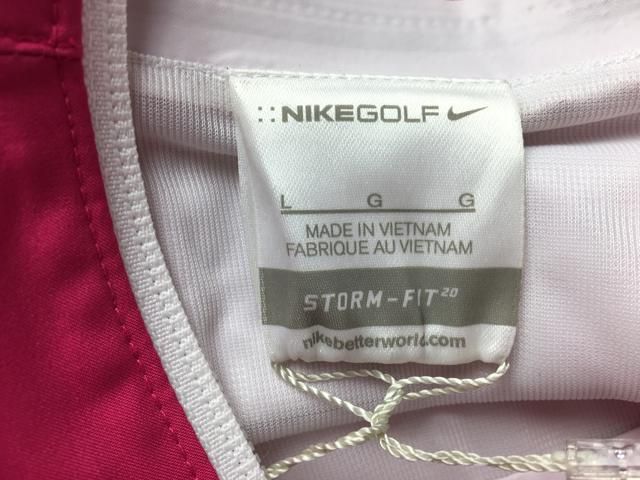 NIKEGOLF
L G G
MADE IN VIETNAM
FABRIQUE AU VIETNAM
STORM-FIT 20
nikebetterworld.com